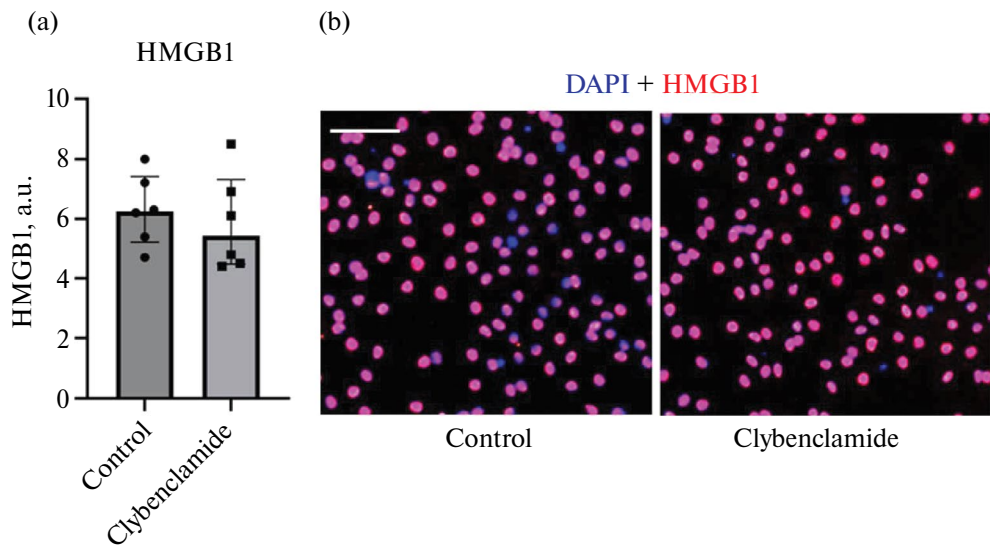 (a)
HMGB1
HMGB1, a.u.
10
8
6
4
2
0
Control
Clybenclamide
(b)
DAPI + HMGB1
Control
Clybenclamide